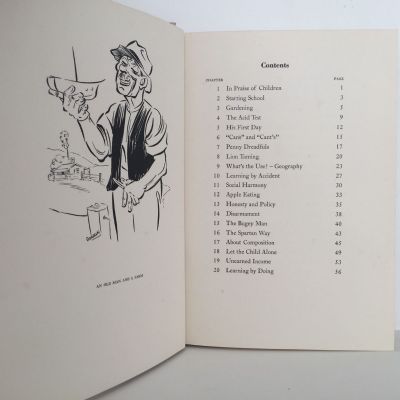 AN OLD MAN AND A FARM
Contents
CHAPTER PAGE
1 In Praise of Children 1
2 Starting School 3
3 Gardening 5
4 The Acid Test 9
5 His First Day 12
6 "Cans" and "Cant's" 15
7 Penny Dreadfuls 17
8 Lion Taming 20
9 What's the Use! – Geography 23
10 Learning by Accident 27
11 Social Harmony 30
12 Apple Eating 33
13 Honesty and Policy 35
14 Disarmament 38
15 The Bogey Man 40
16 The Spartan Way 43
17 About Composition 45
18 Let the Child Alone 49
19 Unearned Income 53
20 Learning by Doing 56